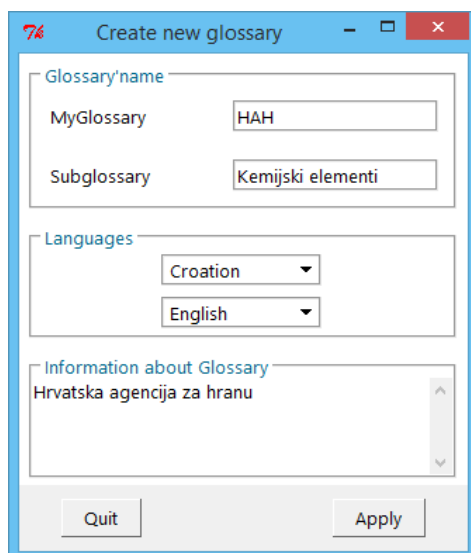 Create new glossary
Glossary'name
MyGlossary HAH
Subglossary Kemijski elementi
Languages
Croation
English
Information about Glossary
Hrvatska agencija za hranu
Quit Apply